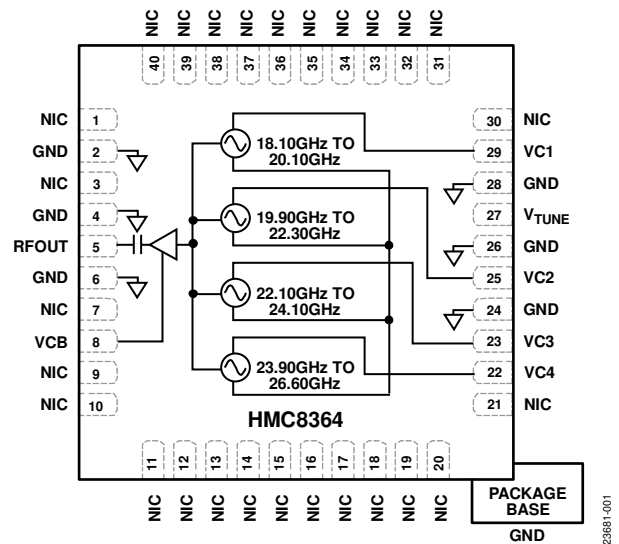 NIC NIC NIC NIC NIC NIC NIC NIC NIC NIC
40 39 38 37 36 35 34 33 32 31
NIC 1
GND 2
NIC 3
GND 4
RFOUT 5
GND 6
NIC 7
VCB 8
NIC 9
NIC 10
18.10GHz TO
20.10GHz
19.90GHz TO
22.30GHz
22.10GHz TO
24.10GHz
23.90GHz TO
26.60GHz
HMC8364
30 NIC
29 VC1
28 GND
27 VTUNE
26 GND
25 VC2
24 GND
23 VC3
22 VC4
21 NIC
11 12 13 14 15 16 17 18 19 20
NIC NIC NIC NIC NIC NIC NIC NIC NIC NIC
PACKAGE
BASE
GND
23681-001